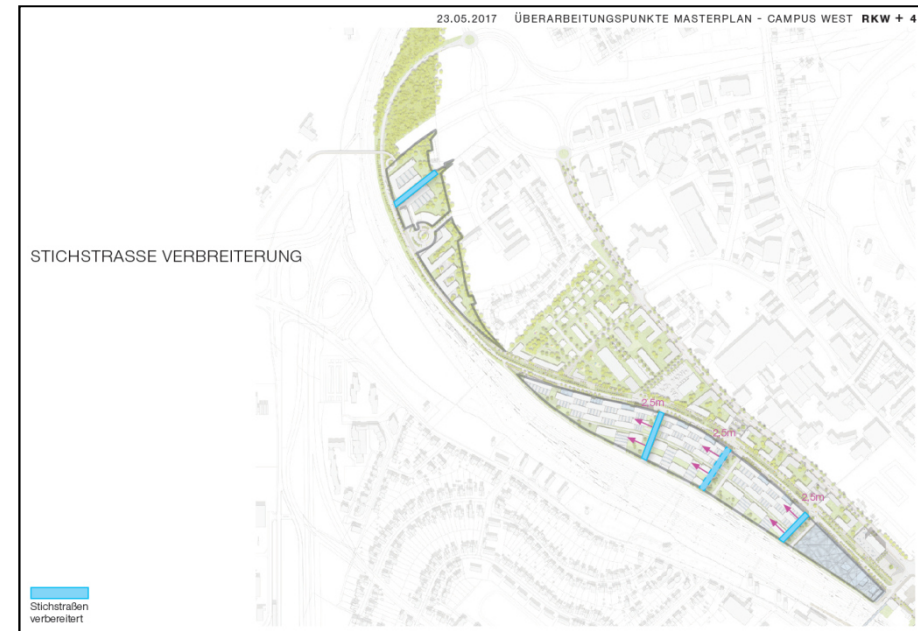 23.05.2017 ÜBERARBEITUNGSPUNKTE MASTERPLAN - CAMPUS WEST RKW + 4
STICHSTRASSE VERBREITERUNG
2,5m
2,5m
2,5m
Stichstraßen
verbereitert